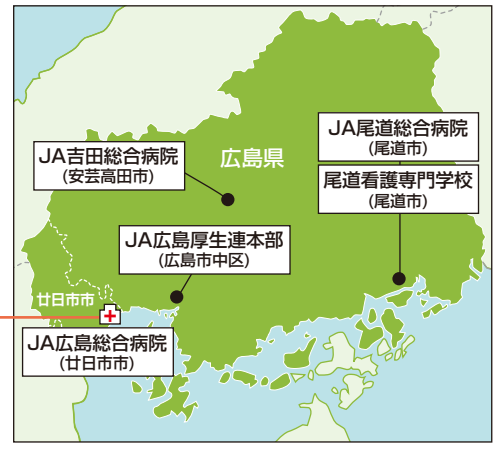 JA尾道総合病院
(尾道市)
JA吉田総合病院
(安芸高田市)
広島県
尾道看護専門学校
(尾道市)
JA広島厚生連本部
(広島市中区)
廿日市市
JA広島総合病院
(廿日市市)